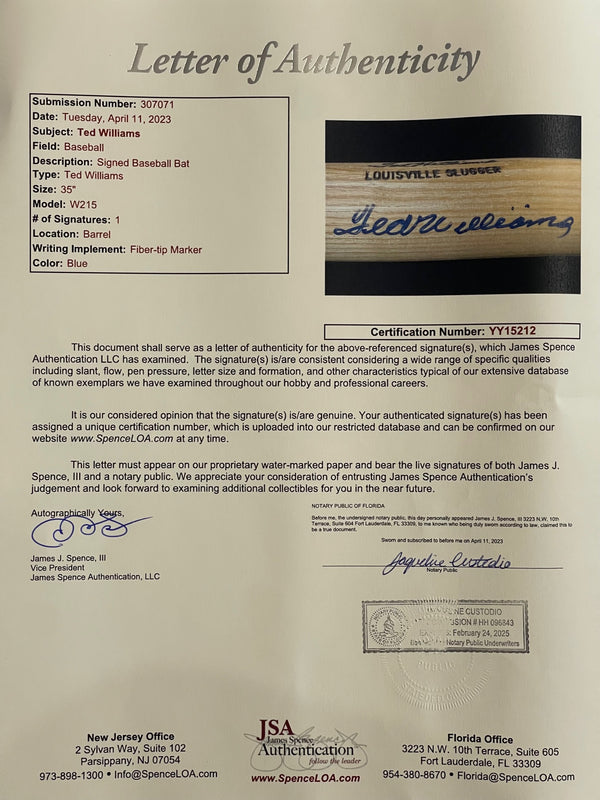 Letter of Authenticity
Submission Number: 307071
Date: Tuesday, April 11, 2023
Subject: Ted Williams
Field: Baseball
Description: Signed Baseball Bat
Type: Ted Williams
Size: 35"
Model: W215
# of Signatures: 1
Location: Barrel
Writing Implement: Fiber-tip Marker
Color: Blue
LOUISVILLE SLUGGER
Ted Williams
Certification Number: YY15212
This document shall serve as a letter of authenticity for the above-referenced signature(s), which James Spence
Authentication LLC has examined. The signature(s) is/are consistent considering a wide range of specific qualities
including slant, flow, pen pressure, letter size and formation, and other characteristics typical of our extensive database
of known exemplars we have examined throughout our hobby and professional careers.
It is our considered opinion that the signature(s) is/are genuine. Your authenticated signature(s) has been
assigned a unique certification number, which is uploaded into our restricted database and can be confirmed on our
website www.SpenceLOA.com at any time.
This letter must appear on our proprietary water-marked paper and bear the live signatures of both James J.
Spence, III and a notary public. We appreciate your consideration of entrusting James Spence Authentication's
judgement and look forward to examining additional collectibles for you in the near future.
Autographically Yours,
James J. Spence, III
Vice President
James Spence Authentication, LLC
NOTARY PUBLIC OF FLORIDA
Before me, the undersigned notary public, this day personally appeared James J. Spence, III 3223 N.W. 10th
Terrace, Suite 604 Fort Lauderdale, FL 33309, to me known who being duly sworn according to law, claimed this to
be a true document.
Sworn and subscribed to before me on April 11, 2023
Jaqueline Custodio
Notary Public
CUSTODIO
# HH 096843
February 24, 2025
Notary Public Underwriters
PUBLIC
New Jersey Office
2 Sylvan Way, Suite 102
Parsippany, NJ 07054
973-898-1300 • Info@SpenceLOA.com
JSA
James Spence
Authentication
follow the leader
www.SpenceLOA.com
Florida Office
3223 N.W. 10th Terrace, Suite 605
Fort Lauderdale, FL 33309
954-380-8670 • Florida@SpenceLOA.com